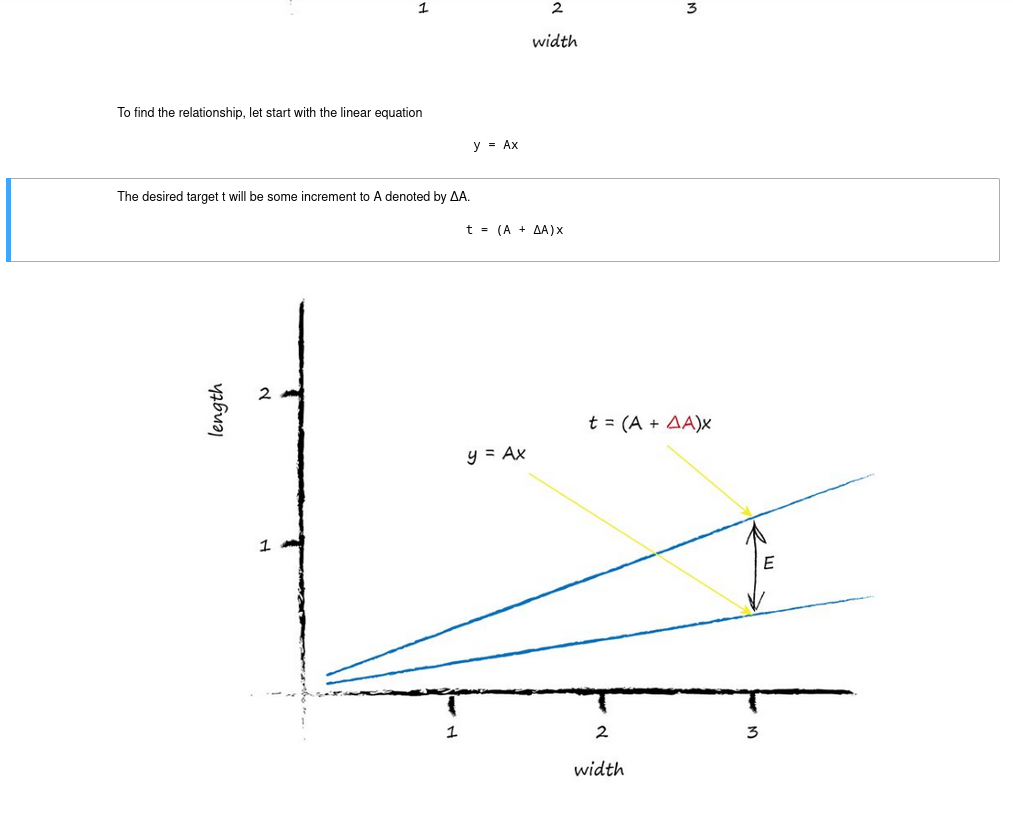 1 2 3
width
To find the relationship, let start with the linear equation
y = Ax
The desired target t will be some increment to A denoted by ΔA.
t = (A + ΔA)x
length
2
t = (A + ΔA)x
y = Ax
1
E
1 2 3
width